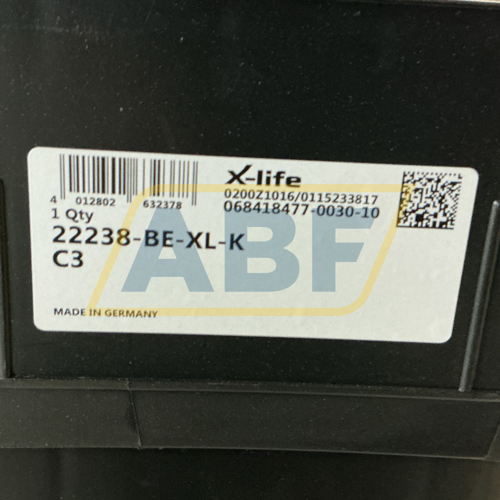 X-life
4 012802 632378
0200Z1016/0115233817
1 Qty
068418477-0030-10
22238-BE-XL-K
C3
MADE IN GERMANY
ABF